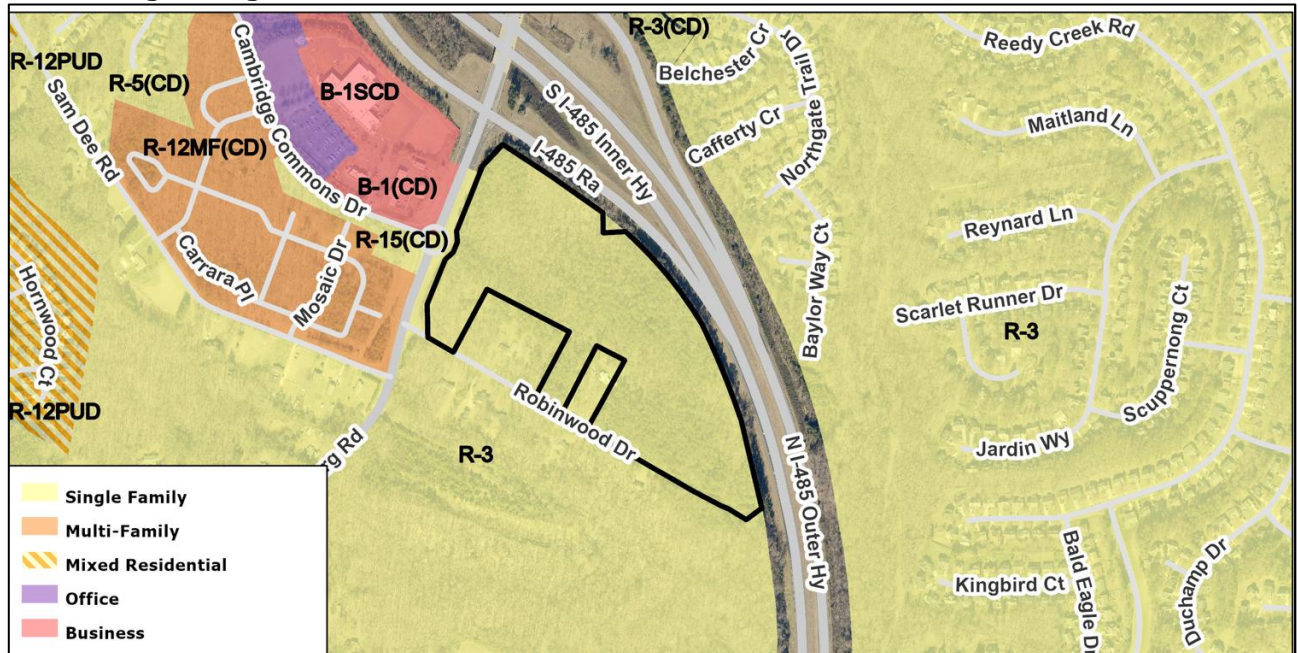 R-3(CD)
Reedy Creek Rd
R-12PUD
R-5(CD)
Cambridge Commons Dr
B-1SCD
Belchester Cr
Northgate Trail Dr
Sam Dee Rd
S I-485 Inner Hy
Cafferty Cr
Maitland Ln
R-12MF(CD)
I-485 Ra
B-1(CD)
Reynard Ln
R-15(CD)
Carrara Pl
Mosaic Dr
Baylor Way Ct
Scarlet Runner Dr
Hornwood Ct
R-3
Scuppernong Ct
Robinwood Dr
R-12PUD
R-3
rg Rd
Jardin Wy
N I-485 Outer Hy
Single Family
Multi-Family
Mixed Residential
Office
Business
Kingbird Ct
Bald Eagle Dr
Duchamp Dr